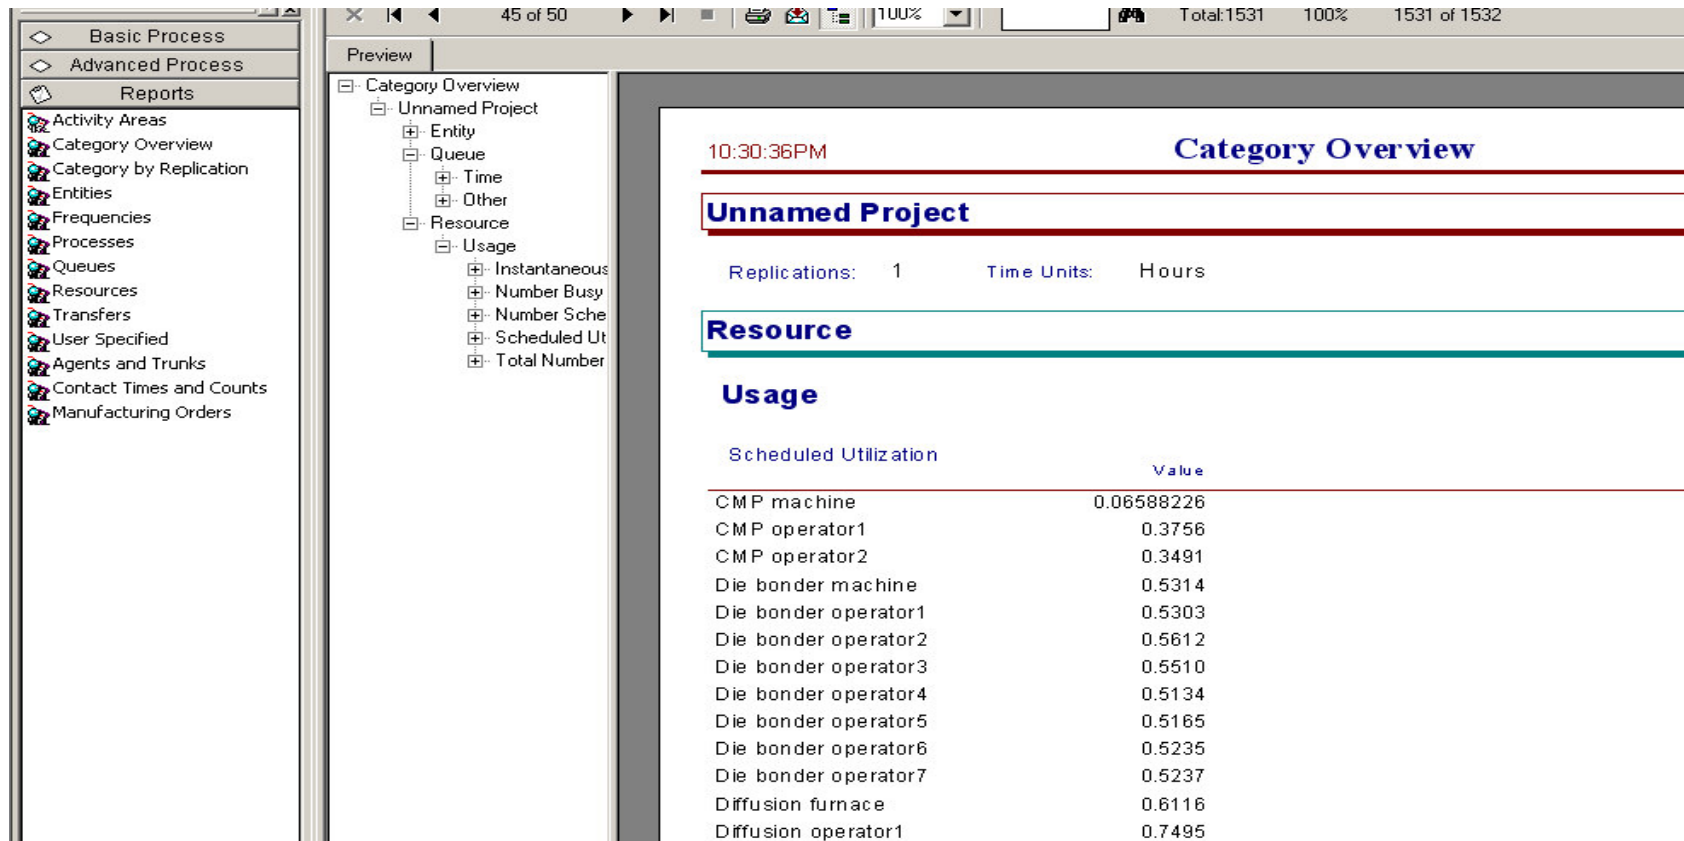 45 of 50
100%
Total:1531 100% 1531 of 1532
Basic Process
Advanced Process
Reports
Activity Areas
Category Overview
Category by Replication
Entities
Frequencies
Processes
Queues
Resources
Transfers
User Specified
Agents and Trunks
Contact Times and Counts
Manufacturing Orders
Preview
Category Overview
Unnamed Project
Entity
Queue
Time
Other
Resource
Usage
Instantaneous
Number Busy
Number Sche
Scheduled Ut
Total Number
10:30:36PM Category Overview
Unnamed Project
Replications: 1 Time Units: Hours
Resource
Usage
Scheduled Utilization
Value
CMP machine 0.06588226
CMP operator1 0.3756
CMP operator2 0.3491
Die bonder machine 0.5314
Die bonder operator1 0.5303
Die bonder operator2 0.5612
Die bonder operator3 0.5510
Die bonder operator4 0.5134
Die bonder operator5 0.5165
Die bonder operator6 0.5235
Die bonder operator7 0.5237
Diffusion furnace 0.6116
Diffusion operator1 0.7495